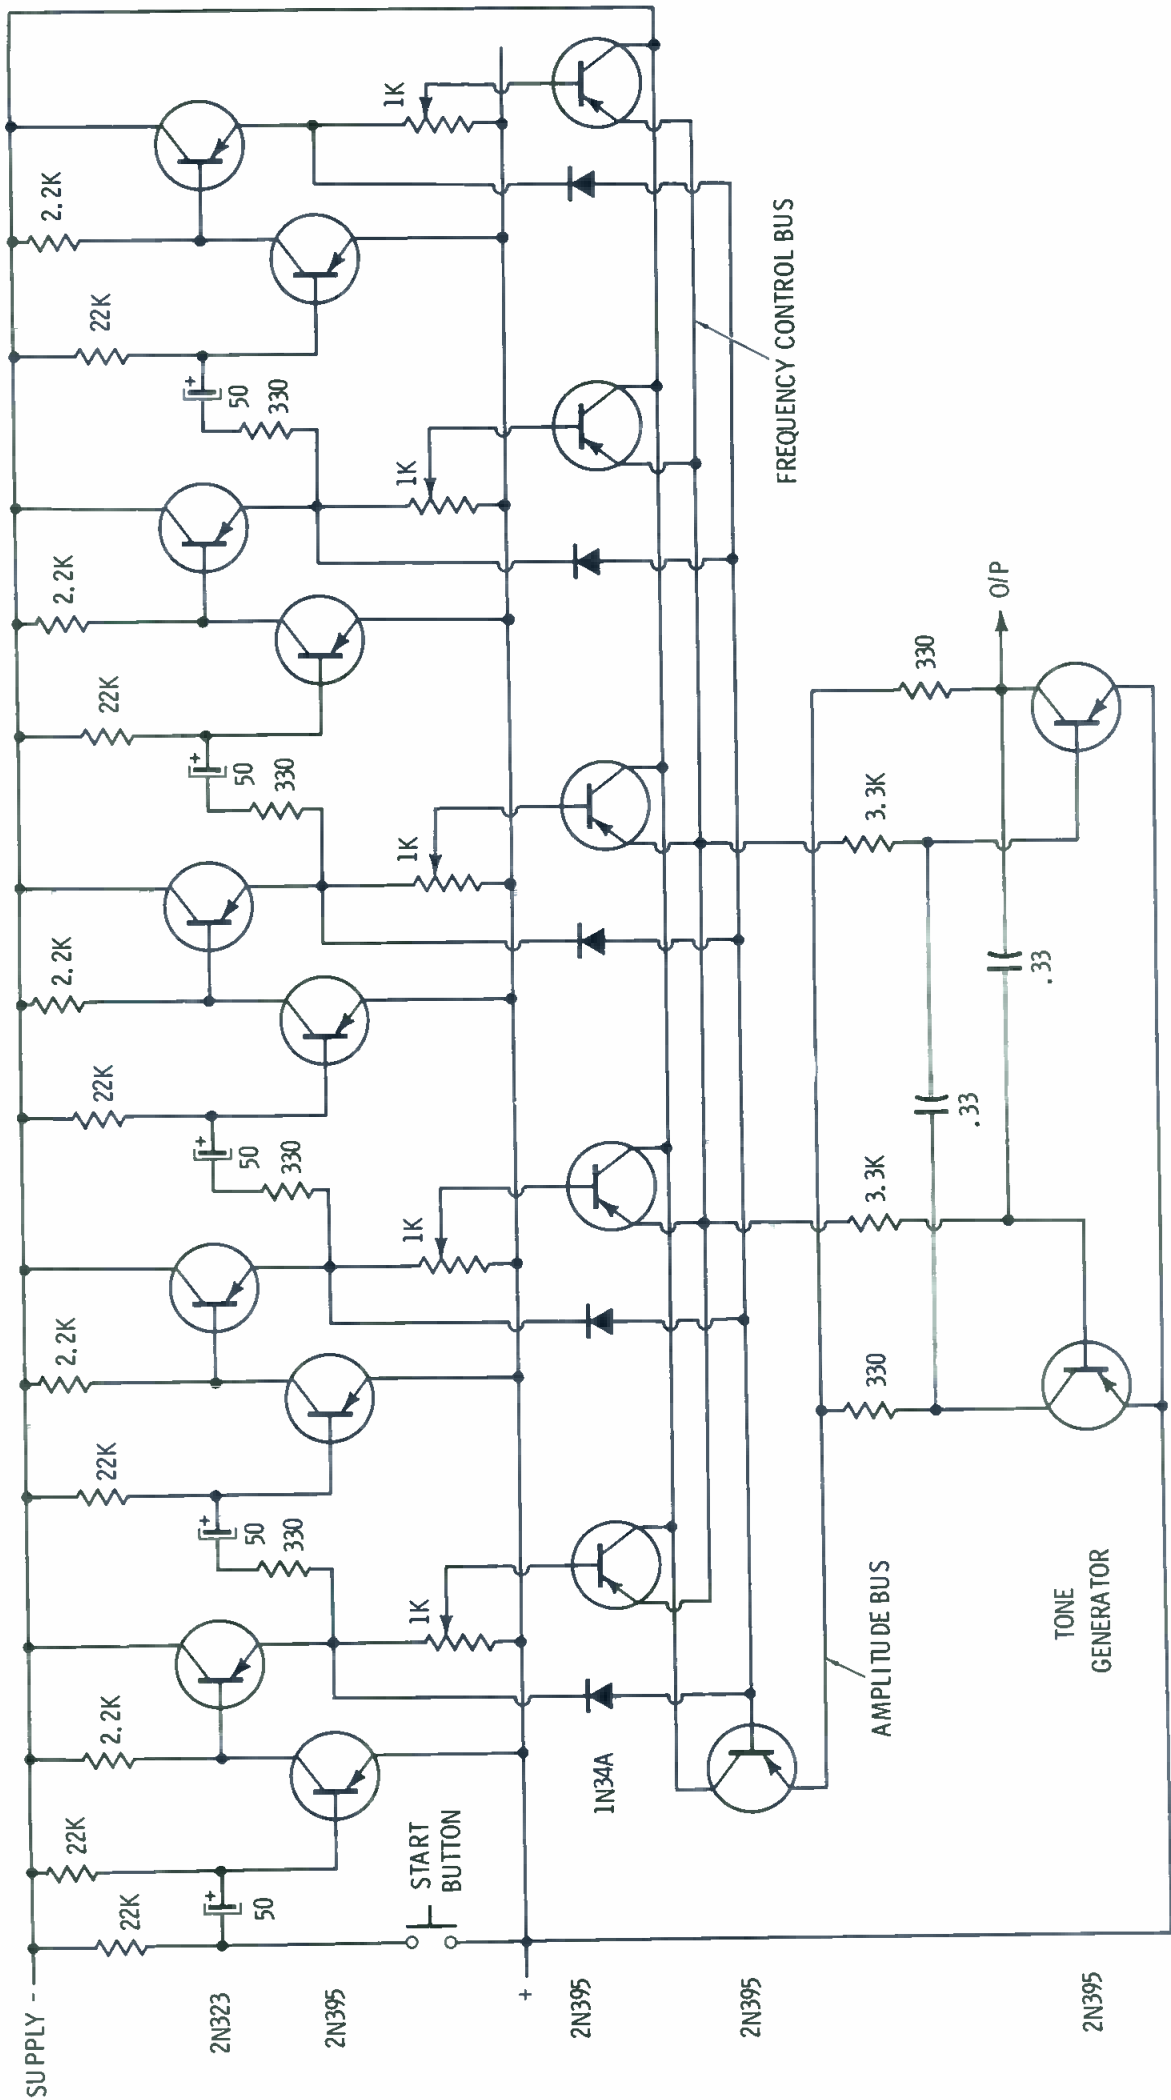 SUPPLY -
22K
22K
2.2K
22K
2.2K
22K
2.2K
22K
2.2K
22K
2.2K
2N323
+
50
+
50
330
+
50
330
+
50
330
+
50
330
2N395
START
BUTTON
1K
1K
1K
1K
1K
+
2N395
1N34A
2N395
FREQUENCY CONTROL BUS
AMPLITUDE BUS
330
3.3K
3.3K
330
.33
.33
O/P
2N395
TONE
GENERATOR